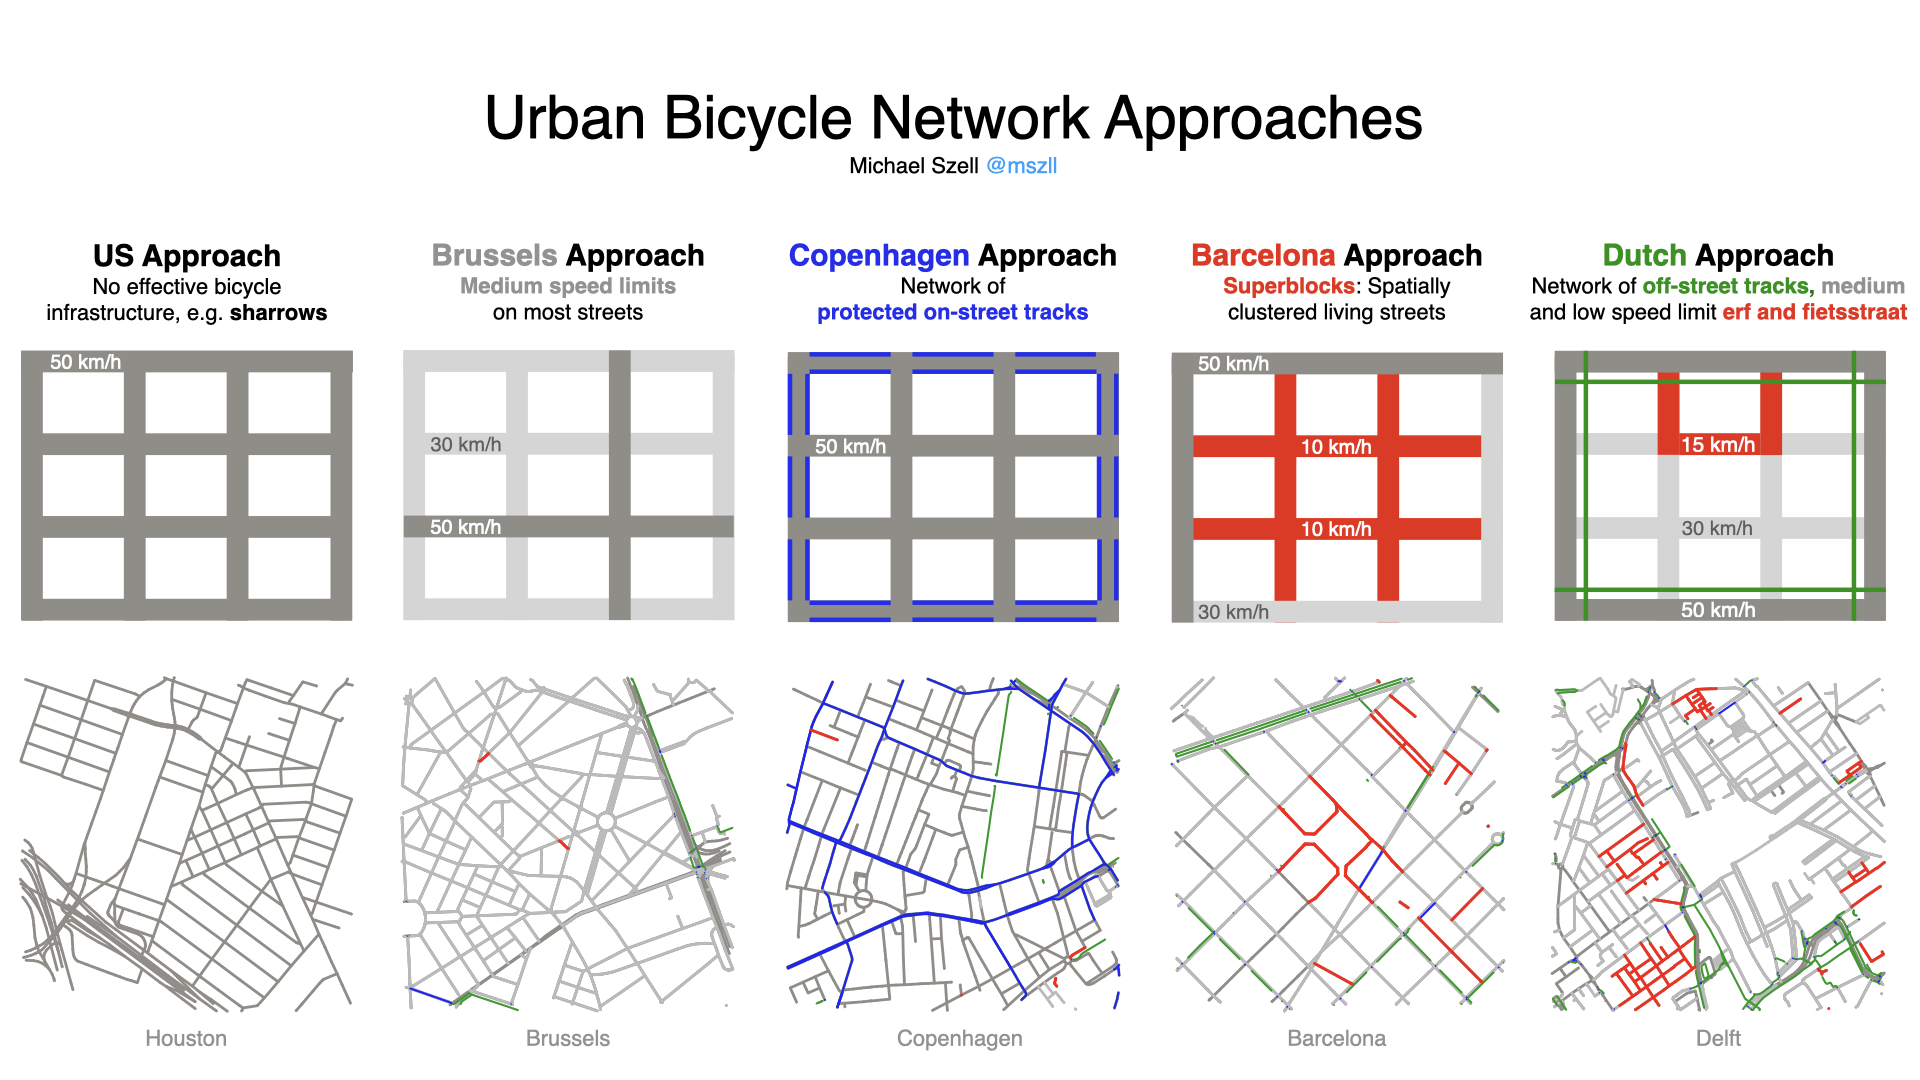 Urban Bicycle Network Approaches
Michael Szell @mszll
US Approach
No effective bicycle
infrastructure, e.g. sharrows
50 km/h
Houston
Brussels Approach
Medium speed limits
on most streets
30 km/h
50 km/h
Brussels
Copenhagen Approach
Network of
protected on-street tracks
50 km/h
Copenhagen
Barcelona Approach
Superblocks: Spatially
clustered living streets
50 km/h
10 km/h
10 km/h
30 km/h
Barcelona
Dutch Approach
Network of off-street tracks, medium
and low speed limit erf and fietsstraat
15 km/h
30 km/h
50 km/h
Delft